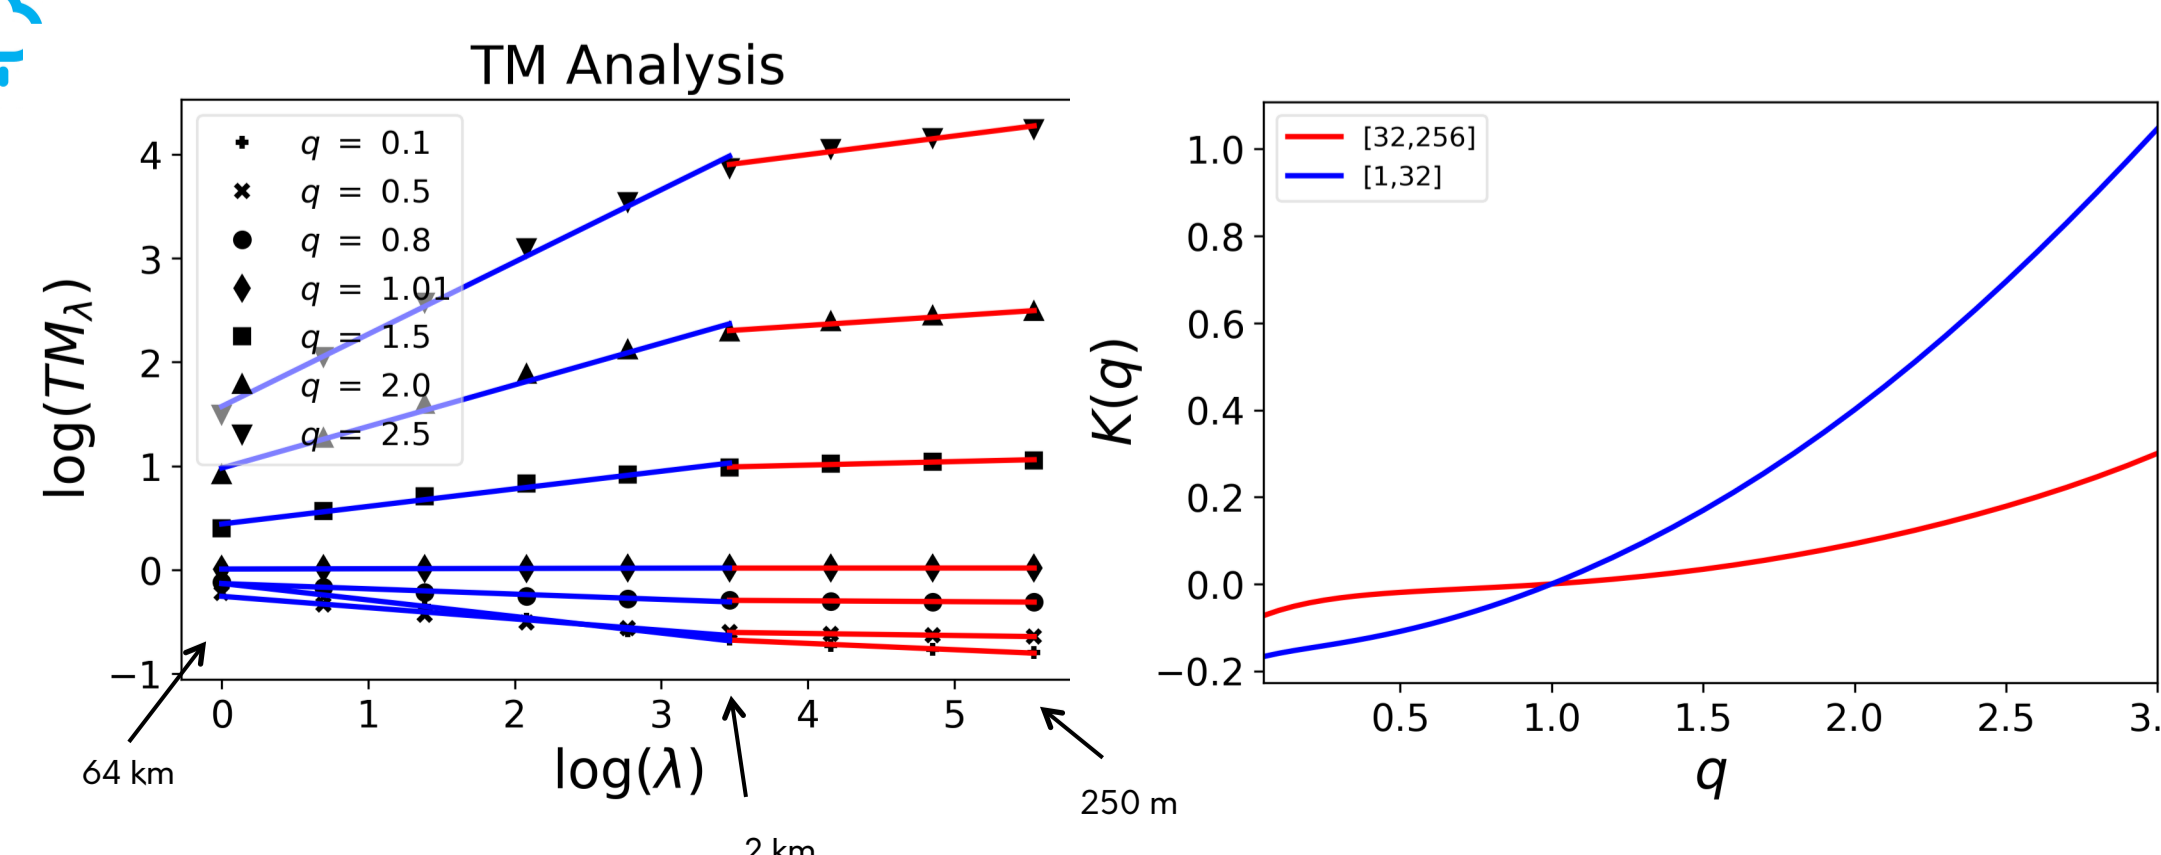 TM Analysis
log(TMλ)
4
3
2
1
0
−1
q = 0.1
q = 0.5
q = 0.8
q = 1.01
q = 1.5
q = 2.0
q = 2.5
0 1 2 3 4 5
log(λ)
64 km
2 km
250 m
K(q)
1.0
0.8
0.6
0.4
0.2
0.0
−0.2
[32,256]
[1,32]
0.5 1.0 1.5 2.0 2.5 3.
q